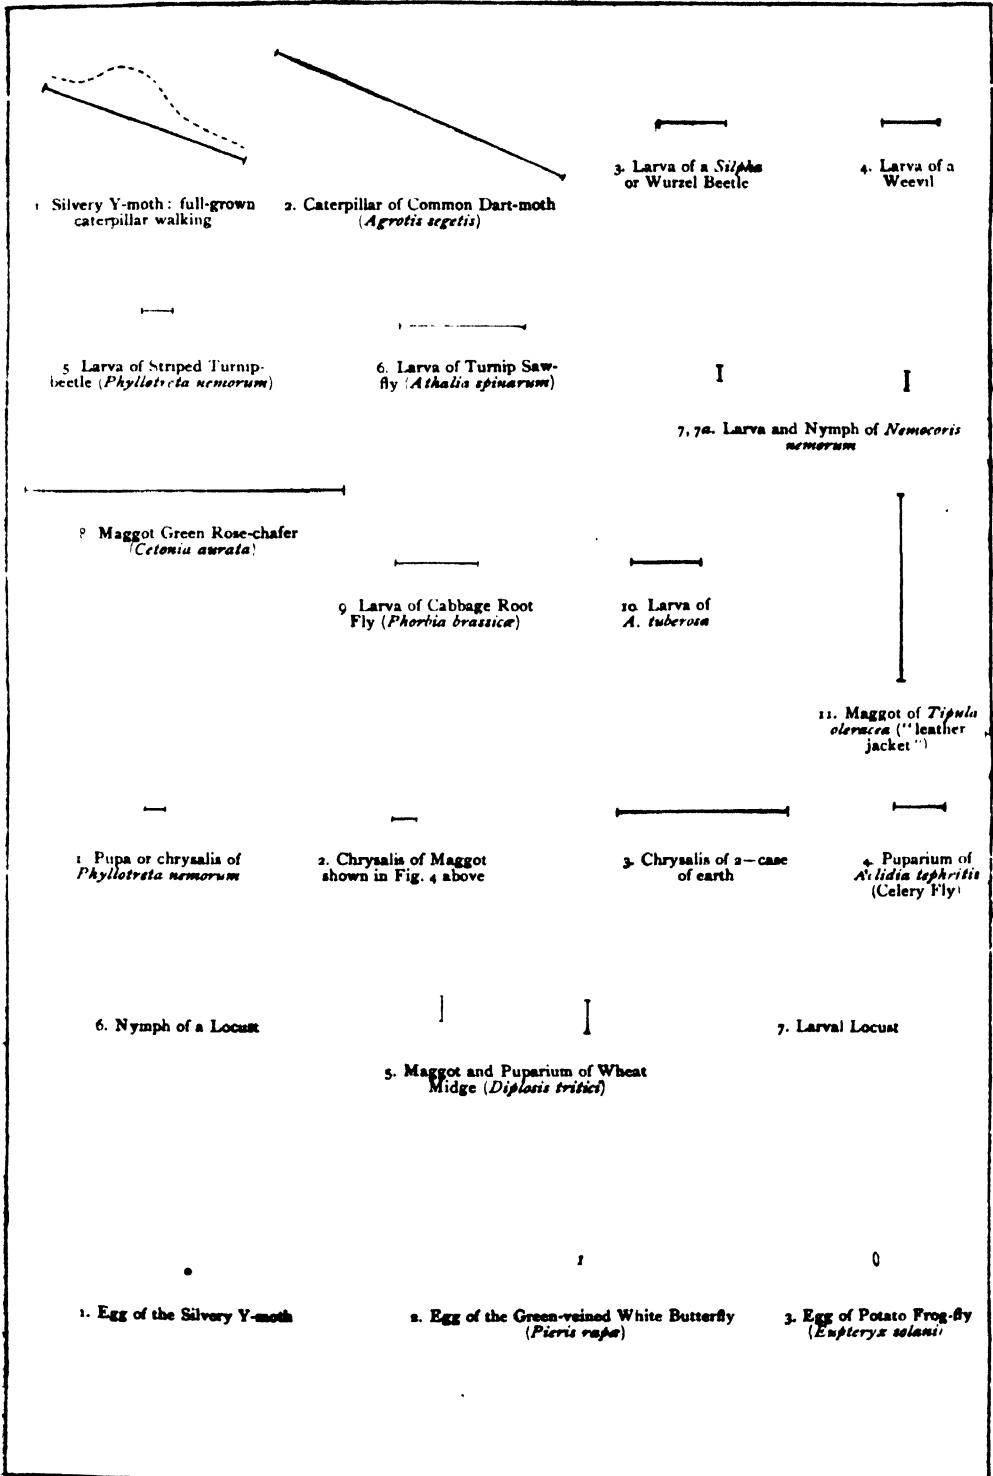 1 Silvery Y-moth: full-grown
caterpillar walking
2. Caterpillar of Common Dart-moth
(Agrotis segetis)
3. Larva of a Silpha
or Wurzel Beetle
4. Larva of a
Weevil
5 Larva of Striped Turnip-
beetle (Phyllotreta nemorum)
6. Larva of Turnip Saw-
fly (Athalia spinarum)
7, 7a. Larva and Nymph of Nemocoris
nemorum
8 Maggot Green Rose-chafer
(Cetonia aurata)
9 Larva of Cabbage Root
Fly (Phorbia brassicæ)
10 Larva of
A. tuberosa
11. Maggot of Tipula
oleracea ("leather
jacket")
1 Pupa or chrysalis of
Phyllotreta nemorum
2. Chrysalis of Maggot
shown in Fig. 4 above
3. Chrysalis of 2—case
of earth
4. Puparium of
tephritis
(Celery Fly)
6. Nymph of a Locust
7. Larval Locust
5. Maggot and Puparium of Wheat
Midge (Diplosis tritici)
1. Egg of the Silvery Y-moth
2. Egg of the Green-veined White Butterfly
(Pieris rapæ)
3. Egg of Potato Frog-fly
(Eupteryx solani)